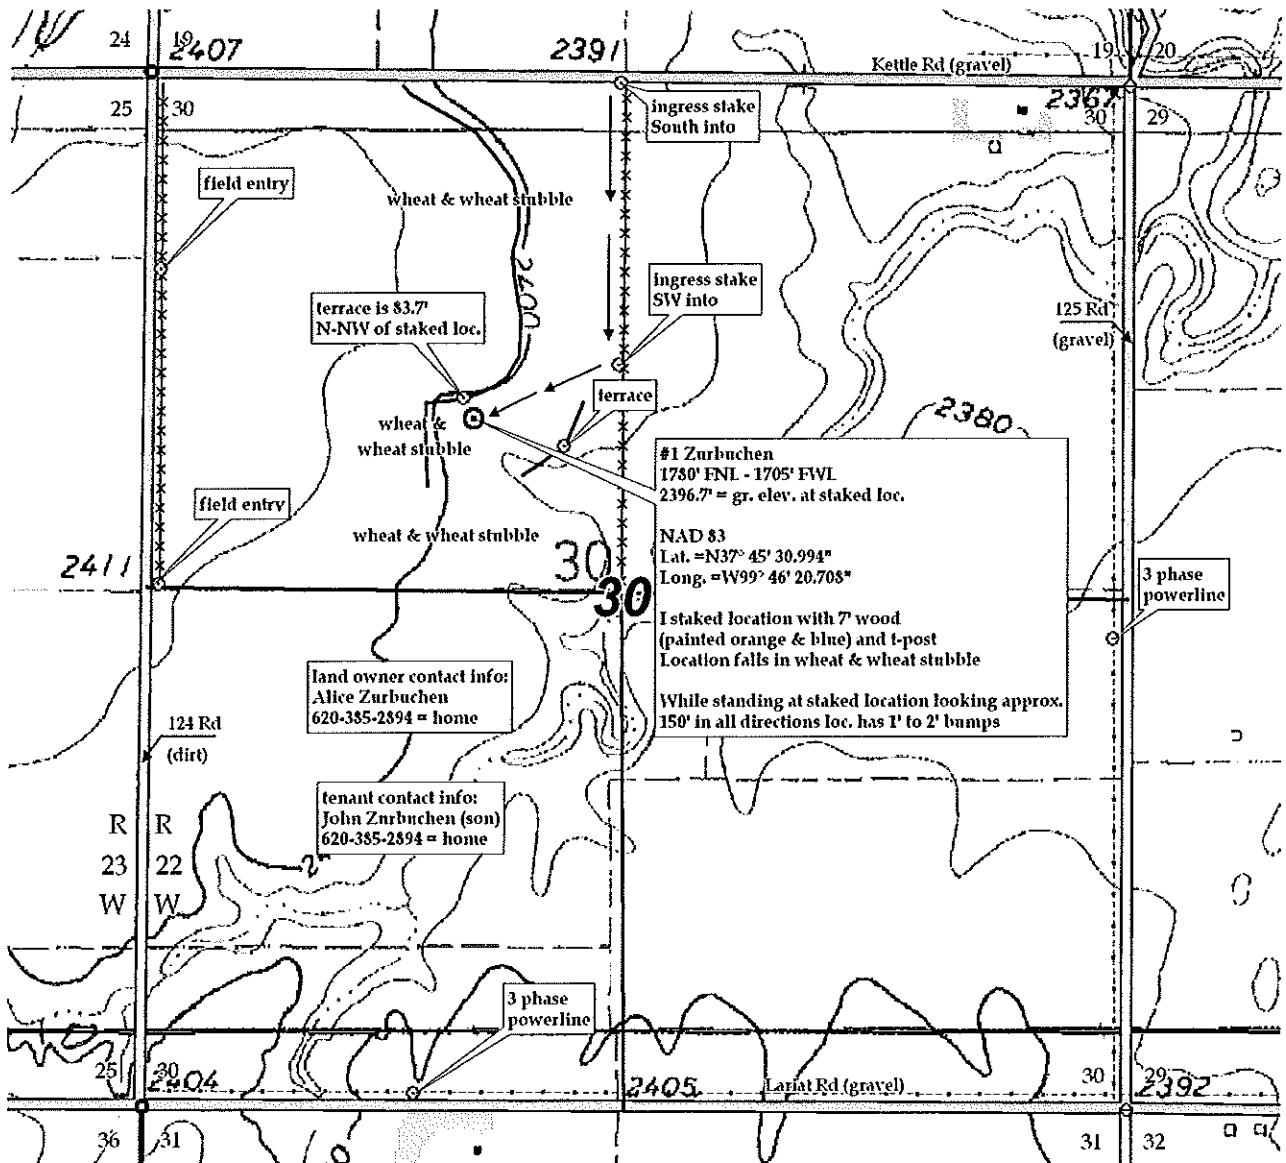 24 19
2407
2391
Kettle Rd (gravel)
19 20
25 30
ingress stake
South into
2367
30 29
field entry
wheat & wheat stubble
2400
ingress stake
SW into
terrace is 83.7'
N-NW of staked loc.
125 Rd
(gravel)
terrace
2380
wheat &
wheat stubble
#1 Zurbuchen
1780' FNL - 1705' FWL
2396.7' = gr. elev. at staked loc.
NAD 83
Lat. =N37° 45' 30.994"
Long. =W99° 46' 20.708"
I staked location with 7' wood
(painted orange & blue) and t-post
Location falls in wheat & wheat stubble
While standing at staked location looking approx.
150' in all directions loc. has 1' to 2' bumps
field entry
wheat & wheat stubble
2411
30
30
3 phase
powerline
land owner contact info:
Alice Zurbuchen
620-385-2894 = home
124 Rd
(dirt)
tenant contact info:
John Zurbuchen (son)
620-385-2894 = home
R R
23 22
W W
3 phase
powerline
25 30
2404
2405
Lariat Rd (gravel)
30 29
2392
36 31
31 32